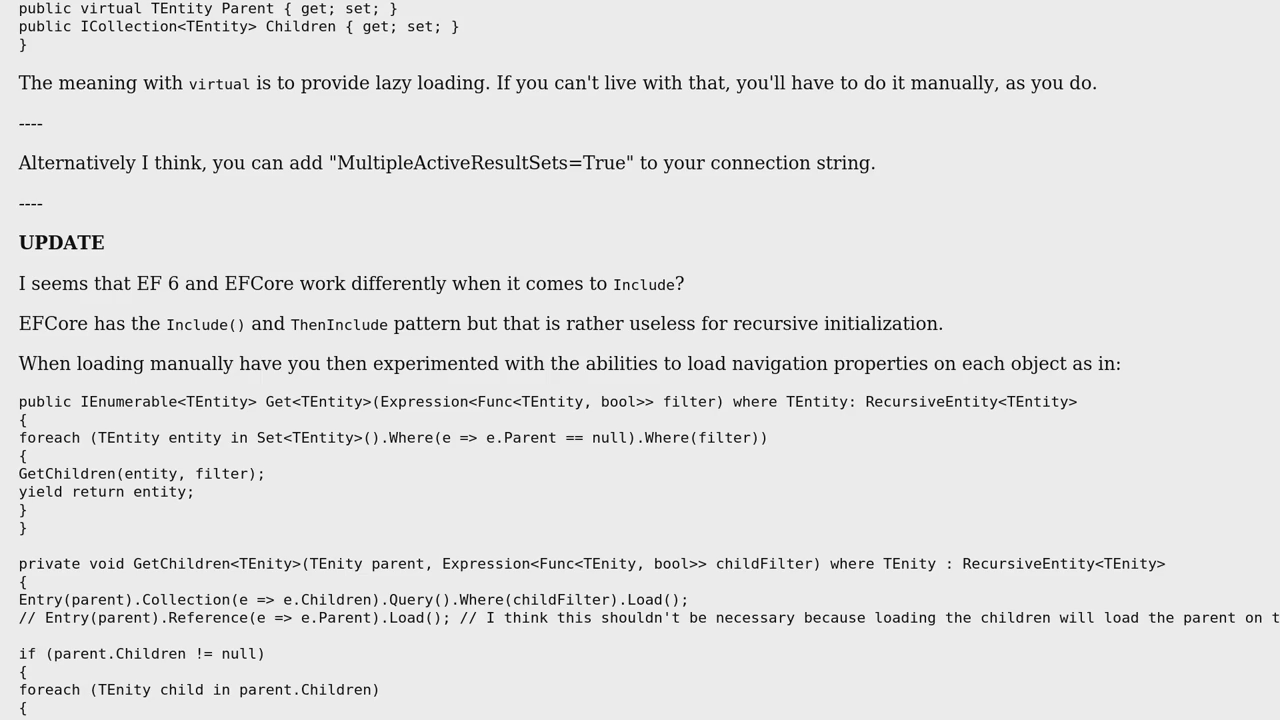 public virtual TEntity Parent { get; set; }
public ICollection<TEntity> Children { get; set; }
}
The meaning with virtual is to provide lazy loading. If you can't live with that, you'll have to do it manually, as you do.
----
Alternatively I think, you can add "MultipleActiveResultSets=True" to your connection string.
----
UPDATE
I seems that EF 6 and EFCore work differently when it comes to Include?
EFCore has the Include() and ThenInclude pattern but that is rather useless for recursive initialization.
When loading manually have you then experimented with the abilities to load navigation properties on each object as in:
public IEnumerable<TEntity> Get<TEntity>(Expression<Func<TEntity, bool>> filter) where TEntity: RecursiveEntity<TEntity>
{
foreach (TEntity entity in Set<TEntity>().Where(e => e.Parent == null).Where(filter))
{
GetChildren(entity, filter);
yield return entity;
}
}
private void GetChildren<TEnity>(TEnity parent, Expression<Func<TEnity, bool>> childFilter) where TEnity : RecursiveEntity<TEnity>
{
Entry(parent).Collection(e => e.Children).Query().Where(childFilter).Load();
// Entry(parent).Reference(e => e.Parent).Load(); // I think this shouldn't be necessary because loading the children will load the parent on t
if (parent.Children != null)
{
foreach (TEnity child in parent.Children)
{